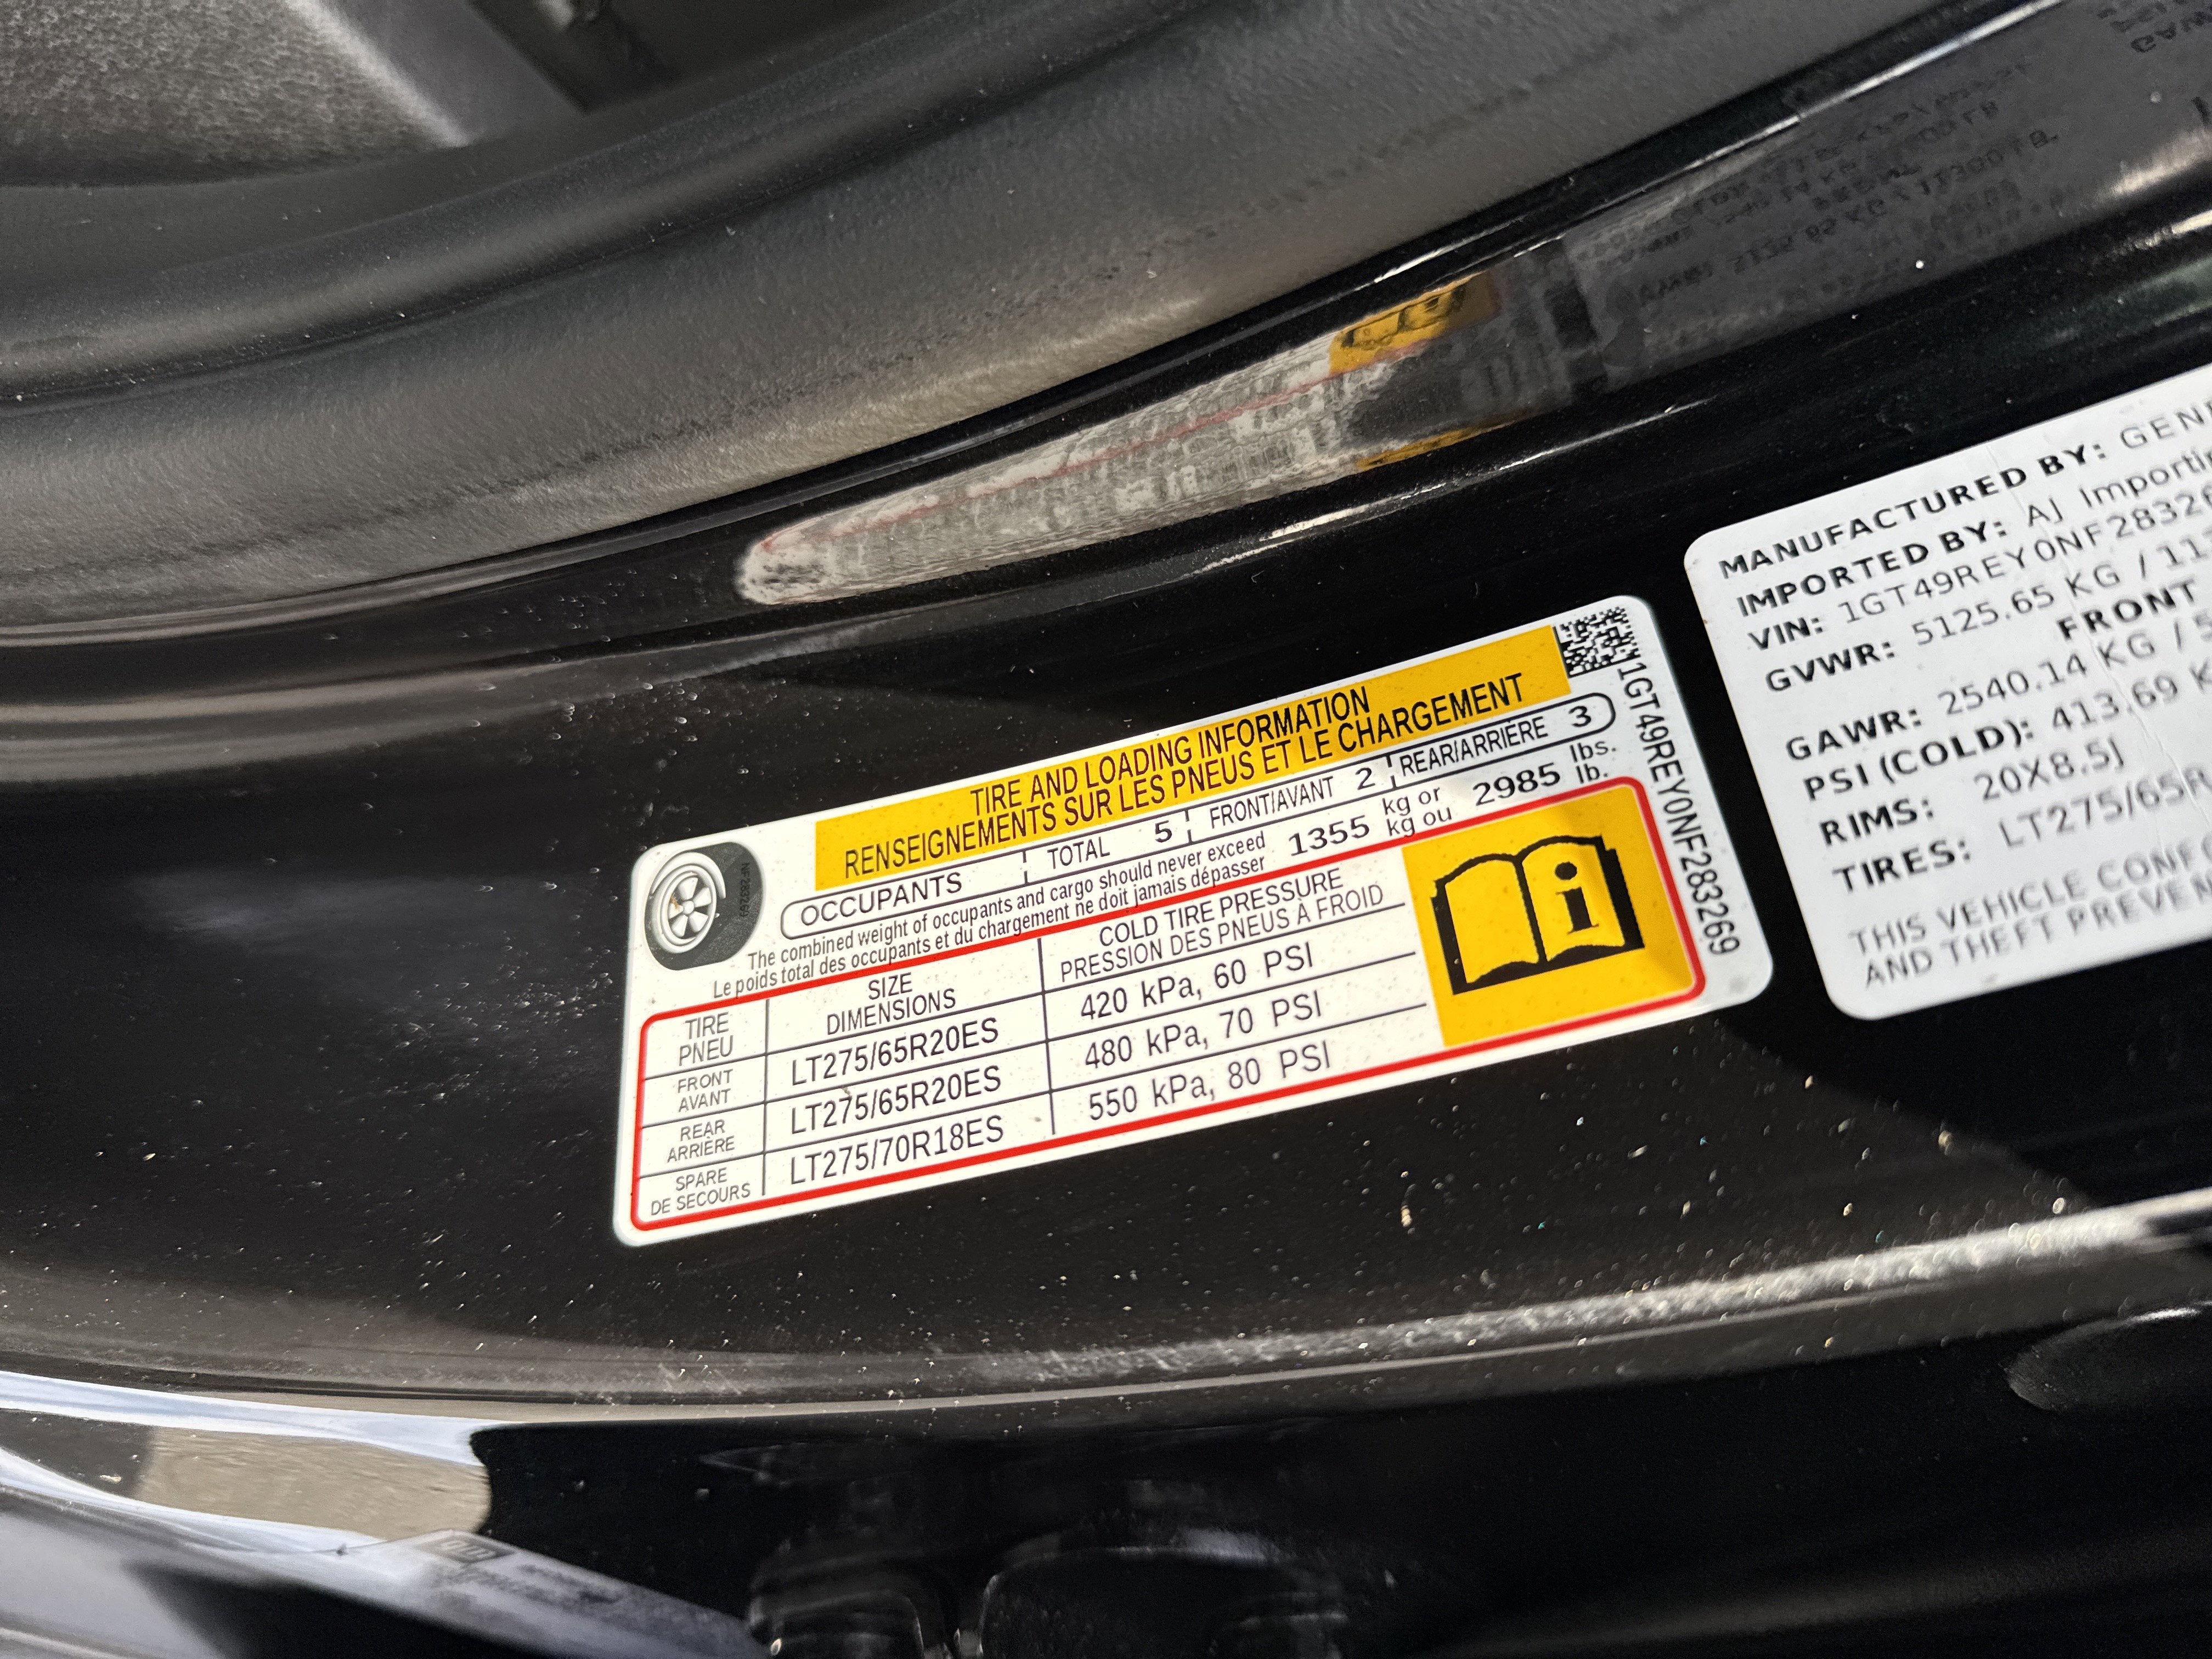 TIRE AND LOADING INFORMATION
RENSEIGNEMENTS SUR LES PNEUS ET LE CHARGEMENT
OCCUPANTS TOTAL 5 FRONT/AVANT 2 REAR/ARRIÈRE 3
The combined weight of occupants and cargo should never exceed 1355 kg or 2985 lbs.
Le poids total des occupants et du chargement ne doit jamais dépasser kg ou lb.
TIRE SIZE COLD TIRE PRESSURE
PNEU DIMENSIONS PRESSION DES PNEUS À FROID
FRONT LT275/65R20ES 420 kPa, 60 PSI
AVANT
REAR LT275/65R20ES 480 kPa, 70 PSI
ARRIÈRE
SPARE LT275/70R18ES 550 kPa, 80 PSI
DE SECOURS
1GT49REY0NF283269
NF283269
MANUFACTURED BY: GEN
IMPORTED BY: AJ Importin
VIN: 1GT49REY0NF28326
GVWR: 5125.65 KG / 11
FRONT
GAWR: 2540.14 KG / 5
PSI (COLD): 413.69 K
RIMS: 20X8.5J
TIRES: LT275/65R
THIS VEHICLE CONFO
AND THEFT PREVEN